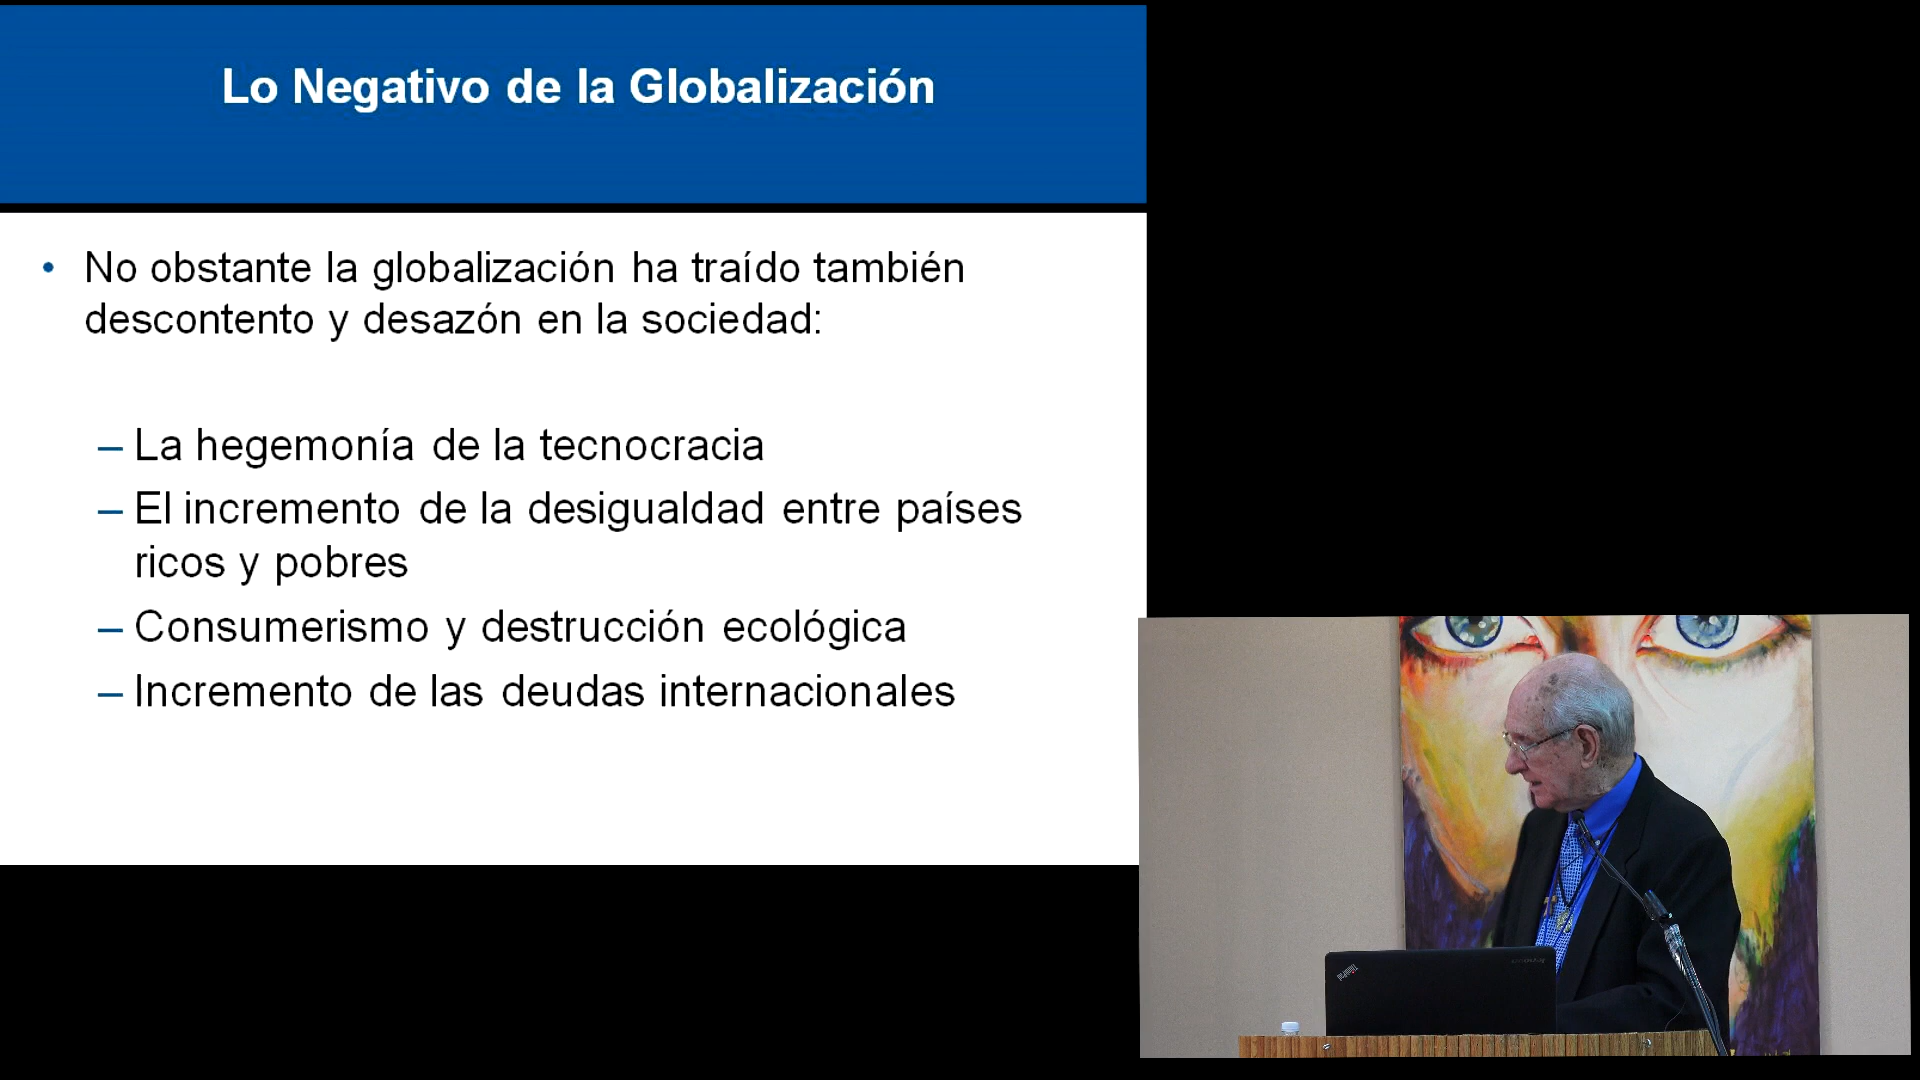 Lo Negativo de la Globalización
• No obstante la globalización ha traído también
descontento y desazón en la sociedad:
– La hegemonía de la tecnocracia
– El incremento de la desigualdad entre países
ricos y pobres
– Consumerismo y destrucción ecológica
– Incremento de las deudas internacionales
ThinkPad
lenovo